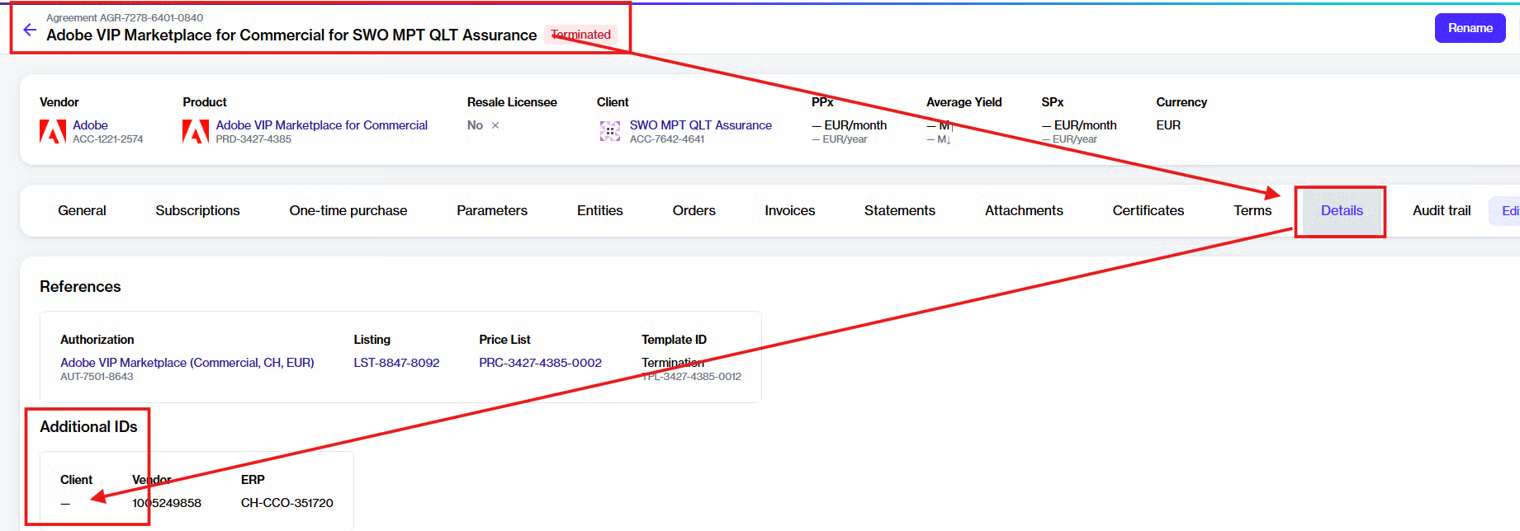 Agreement AGR-7278-6401-0840
Adobe VIP Marketplace for Commercial for SWO MPT QLT Assurance Terminated
Rename
Vendor Product Resale Licensee Client PPx Average Yield SPx Currency
Adobe Adobe VIP Marketplace for Commercial No × SWO MPT QLT Assurance — EUR/month — M↑ — EUR/month EUR
ACC-1221-2574 PRD-3427-4385 ACC-7642-4641 — EUR/year — M↓ — EUR/year
General Subscriptions One-time purchase Parameters Entities Orders Invoices Statements Attachments Certificates Terms Details Audit trail Edi
References
Authorization Listing Price List Template ID
Adobe VIP Marketplace (Commercial, CH, EUR) LST-8847-8092 PRC-3427-4385-0002 Termination
AUT-7501-8643 TPL-3427-4385-0012
Additional IDs
Client Vendor ERP
— 1005249858 CH-CCO-351720